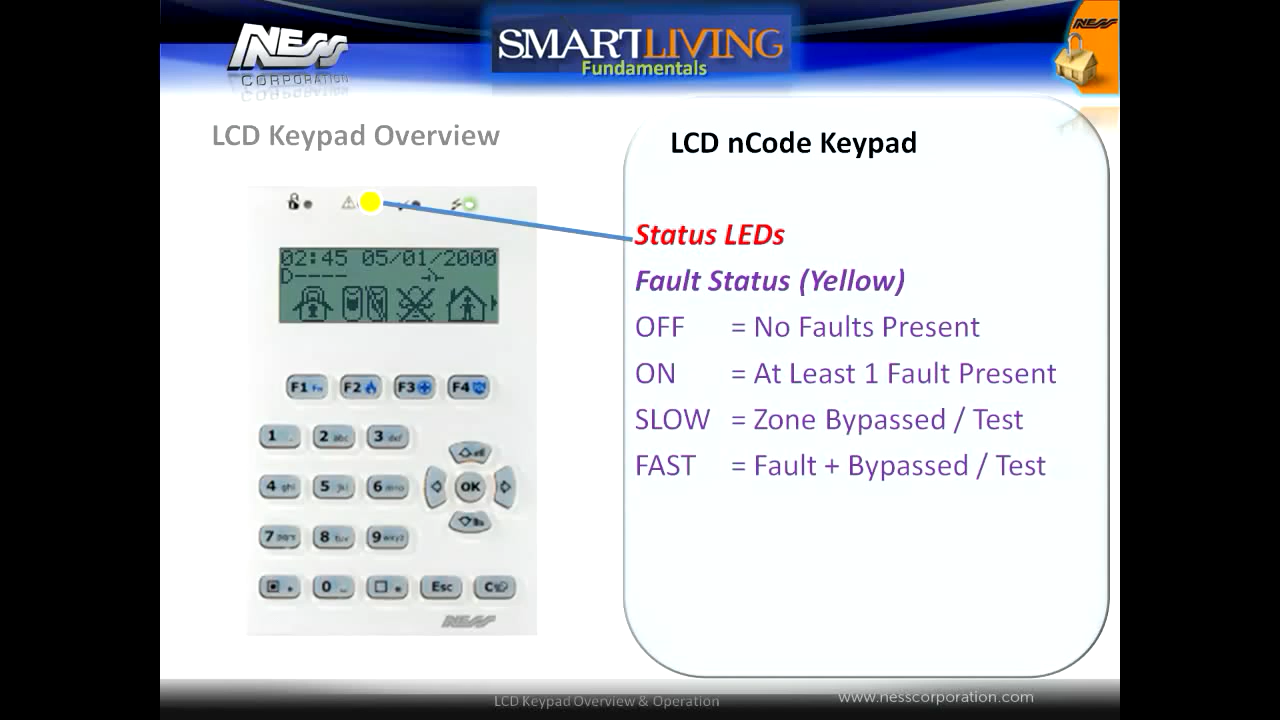 NESS
CORPORATION
SMARTLIVING
Fundamentals
NESS
LCD Keypad Overview
LCD nCode Keypad
02:45 05/01/2000
D----
Status LEDs
Fault Status (Yellow)
OFF = No Faults Present
ON = At Least 1 Fault Present
SLOW = Zone Bypassed / Test
FAST = Fault + Bypassed / Test
F1 Fn F2 F3 F4
1 2 abc 3 def
4 ghi 5 jkl 6 mno
OK
7 pqrs 8 tuv 9 wxyz
0 Esc C
NESS
LCD Keypad Overview & Operation
www.nesscorporation.com